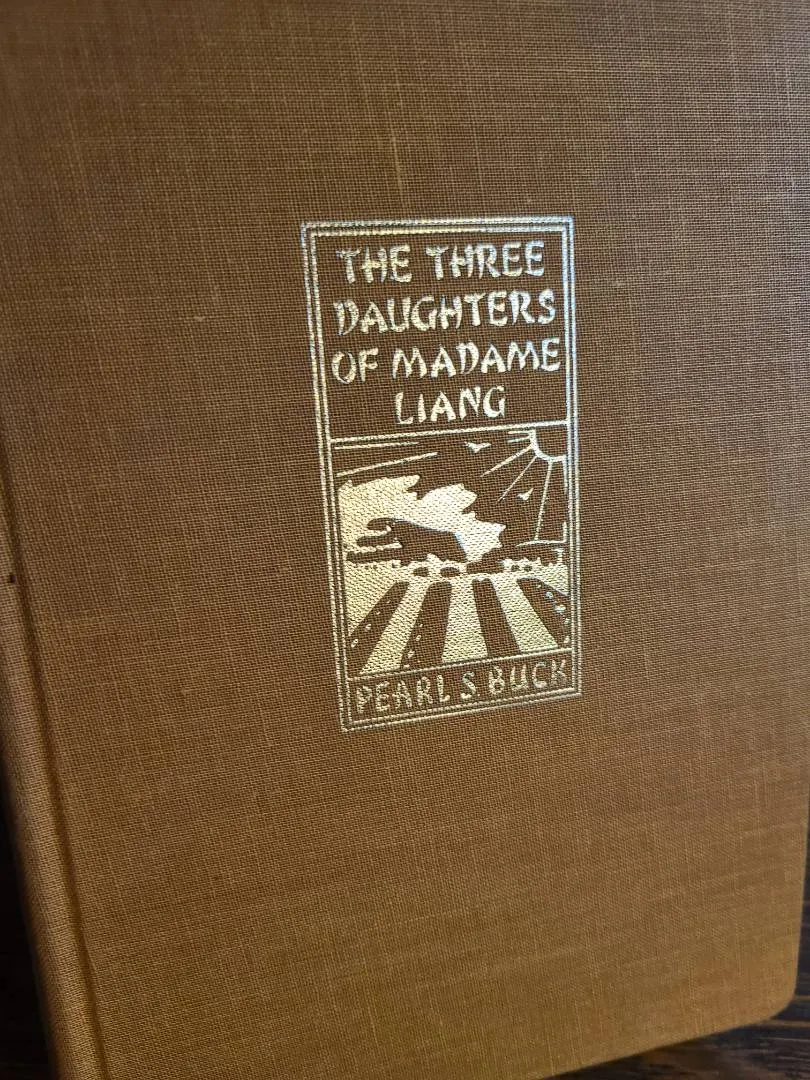 THE THREE
DAUGHTERS
OF MADAME
LIANG
PEARL S. BUCK